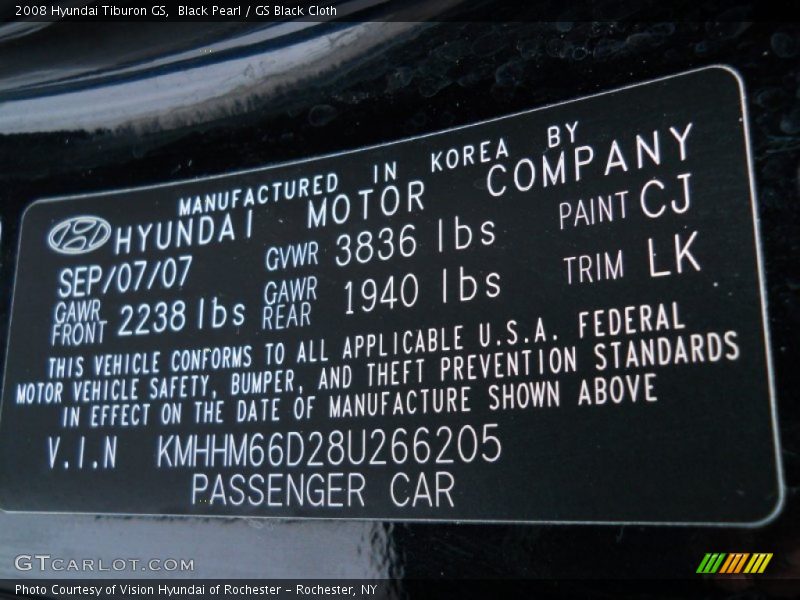 2008 Hyundai Tiburon GS,  Black Pearl / GS Black Cloth
MANUFACTURED IN KOREA BY
HYUNDAI MOTOR COMPANY
SEP/07/07 GVWR 3836 lbs PAINT CJ
GAWR FRONT 2238 lbs GAWR REAR 1940 lbs TRIM LK
THIS VEHICLE CONFORMS TO ALL APPLICABLE U.S.A. FEDERAL
MOTOR VEHICLE SAFETY, BUMPER, AND THEFT PREVENTION STANDARDS
IN EFFECT ON THE DATE OF MANUFACTURE SHOWN ABOVE
V.I.N KMHHM66D28U266205
PASSENGER CAR
GTCARLOT.COM
Photo Courtesy of Vision Hyundai of Rochester - Rochester, NY